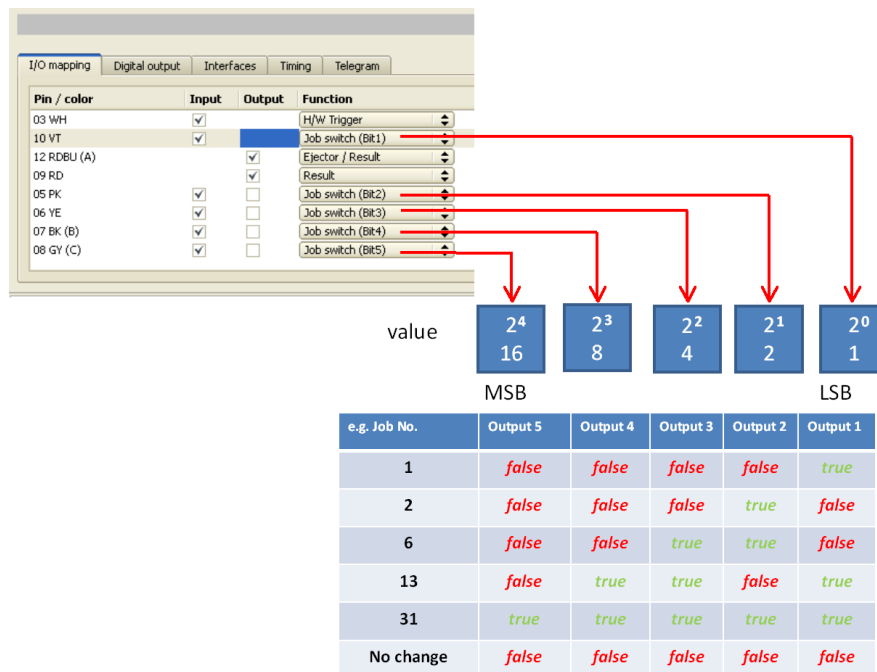 I/O mapping Digital output Interfaces Timing Telegram
Pin / color Input Output Function
03 WH H/W Trigger
10 VT Job switch (Bit1)
12 RDBU (A) Ejector / Result
09 RD Result
05 PK Job switch (Bit2)
06 YE Job switch (Bit3)
07 BK (B) Job switch (Bit4)
08 GY (C) Job switch (Bit5)
value
2⁴ 2³ 2² 2¹ 2⁰
16 8 4 2 1
MSB LSB
e.g. Job No. Output 5 Output 4 Output 3 Output 2 Output 1
1 false false false false true
2 false false false true false
6 false false true true false
13 false true true false true
31 true true true true true
No change false false false false false